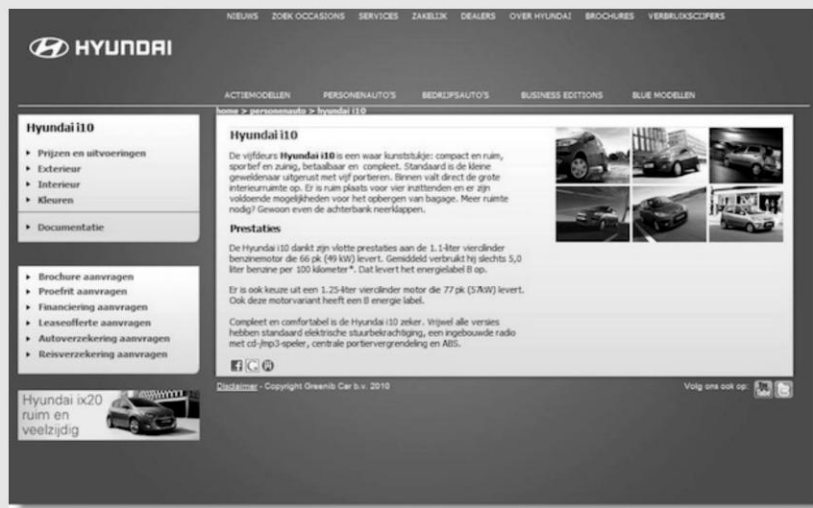 NIEUWS ZOEK OCCASIONS SERVICES ZAKELIJK DEALERS OVER HYUNDAI BROCHURES VERBRUIKSCIJFERS
HYUNDAI
ACTIEMODELLEN PERSONENAUTO'S BEDRIJFSAUTO'S BUSINESS EDITIONS BLUE MODELLEN
home > personenauto > hyundai i10
Hyundai i10
Prijzen en uitvoeringen
Exterieur
Interieur
Kleuren
Documentatie
Brochure aanvragen
Proefrit aanvragen
Financiering aanvragen
Leaseofferte aanvragen
Autoverzekering aanvragen
Reisverzekering aanvragen
Hyundai ix20
ruim en
veelzijdig
Hyundai i10
De vijfdeurs Hyundai i10 is een waar kunststukje: compact en ruim,
sportief en zuinig, betaalbaar en compleet. Standaard is de kleine
geweldenaar uitgerust met vijf portieren. Binnen valt direct de grote
interieurruimte op. Er is ruim plaats voor vier inzittenden en er zijn
voldoende mogelijkheden voor het opbergen van bagage. Meer ruimte
nodig? Gewoon even de achterbank neerklappen.
Prestaties
De Hyundai i10 dankt zijn vlotte prestaties aan de 1.1-liter viercilinder
benzinemotor die 66 pk (49 kW) levert. Gemiddeld verbruikt hij slechts 5,0
liter benzine per 100 kilometer*. Dat levert het energielabel B op.
Er is ook keuze uit een 1.25-liter viercilinder motor die 77 pk (57kW) levert.
Ook deze motorvariant heeft een B energie label.
Compleet en comfortabel is de Hyundai i10 zeker. Vrijwel alle versies
hebben standaard elektrische stuurbekrachtiging, een ingebouwde radio
met cd-/mp3-speler, centrale portiervergrendeling en ABS.
Disclaimer - Copyright Greenib Car b.v. 2010
Volg ons ook op: